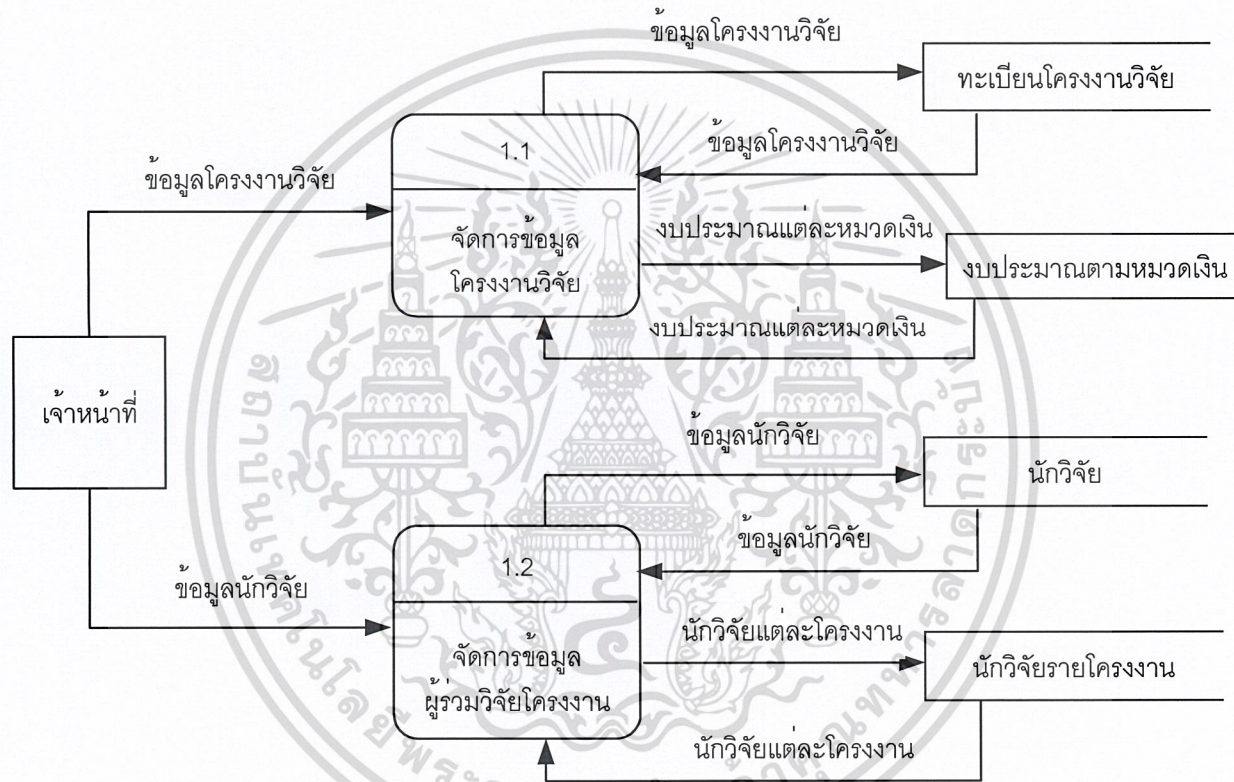 ข้อมูลโครงงานวิจัย
ทะเบียนโครงงานวิจัย
ข้อมูลโครงงานวิจัย
1.1
ข้อมูลโครงงานวิจัย
จัดการข้อมูล
โครงงานวิจัย
งบประมาณแต่ละหมวดเงิน
งบประมาณตามหมวดเงิน
งบประมาณแต่ละหมวดเงิน
เจ้าหน้าที่
ข้อมูลนักวิจัย
นักวิจัย
ข้อมูลนักวิจัย
1.2
ข้อมูลนักวิจัย
จัดการข้อมูล
ผู้ร่วมวิจัยโครงงาน
นักวิจัยแต่ละโครงงาน
นักวิจัยรายโครงงาน
นักวิจัยแต่ละโครงงาน